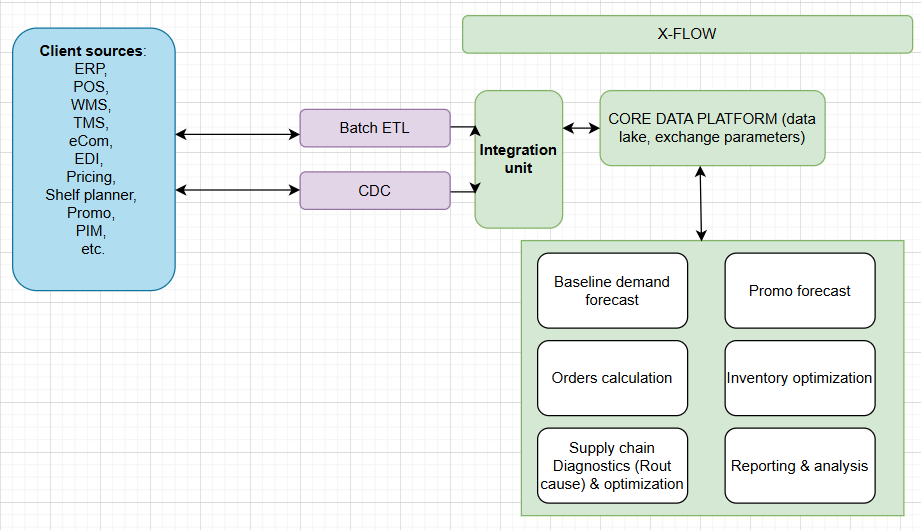 X-FLOW
Client sources:
ERP,
POS,
WMS,
TMS,
eCom,
EDI,
Pricing,
Shelf planner,
Promo,
PIM,
etc.
Batch ETL
CDC
Integration
unit
CORE DATA PLATFORM (data
lake, exchange parameters)
Baseline demand
forecast
Promo forecast
Orders calculation
Inventory optimization
Supply chain
Diagnostics (Rout
cause) & optimization
Reporting & analysis